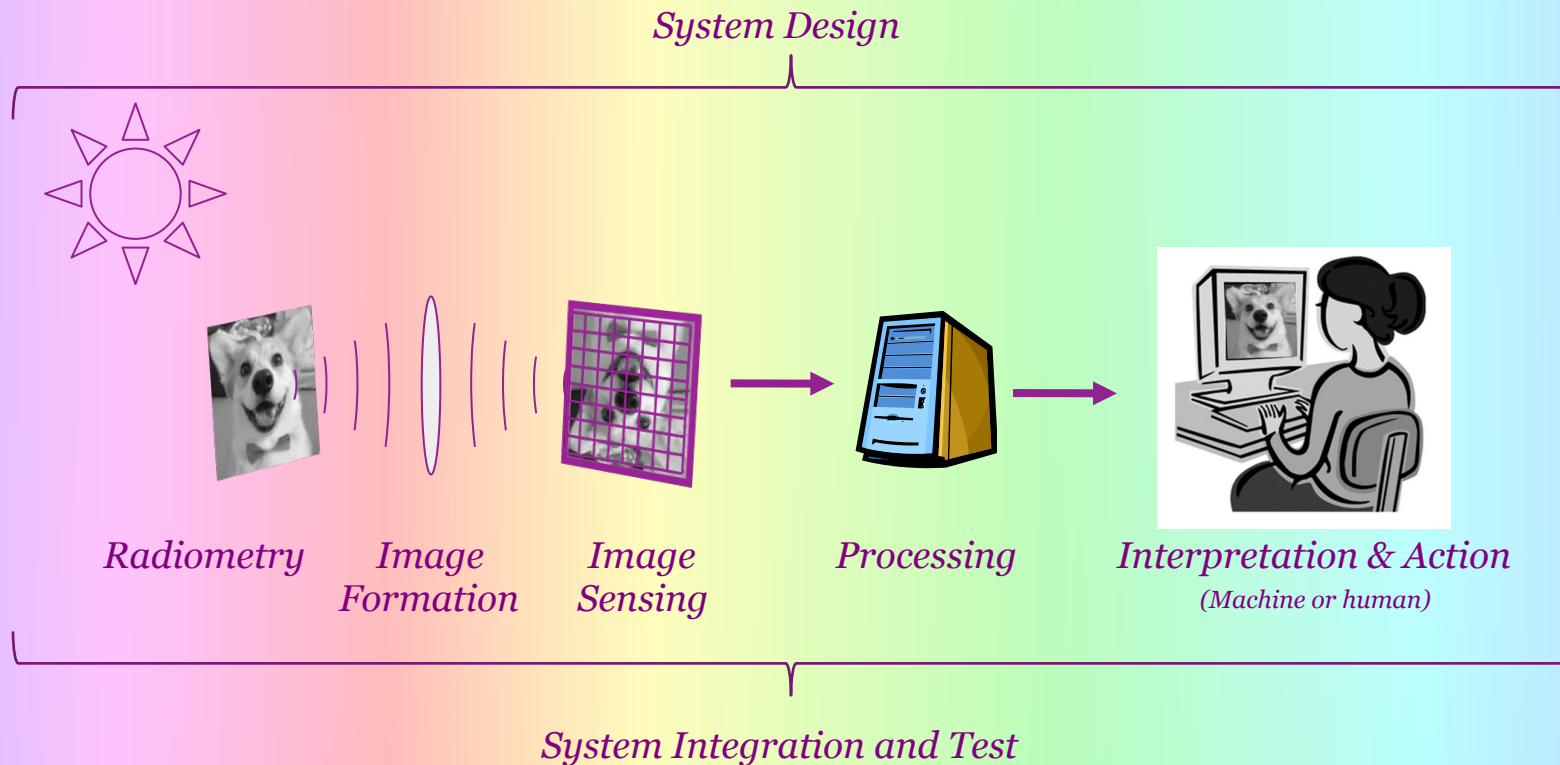 System Design
Radiometry
Image
Formation
Image
Sensing
Processing
Interpretation & Action
(Machine or human)
System Integration and Test